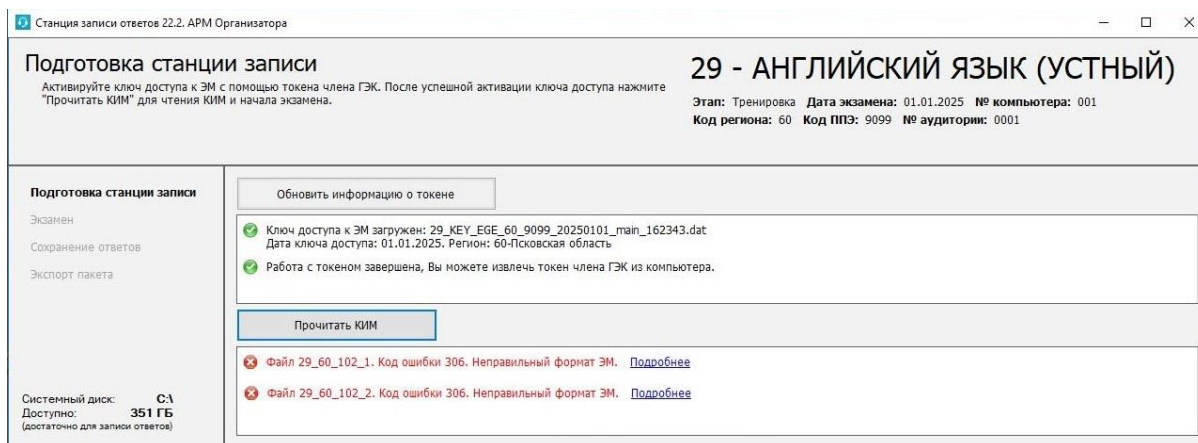 Станция записи ответов 22.2. АРМ Организатора
Подготовка станции записи
Активируйте ключ доступа к ЭМ с помощью токена члена ГЭК. После успешной активации ключа доступа нажмите
"Прочитать КИМ" для чтения КИМ и начала экзамена.
29 - АНГЛИЙСКИЙ ЯЗЫК (УСТНЫЙ)
Этап: Тренировка Дата экзамена: 01.01.2025 № компьютера: 001
Код региона: 60 Код ППЭ: 9099 № аудитории: 0001
Подготовка станции записи
Экзамен
Сохранение ответов
Экспорт пакета
Системный диск: C:\
Доступно: 351 ГБ
(достаточно для записи ответов)
Обновить информацию о токене
Ключ доступа к ЭМ загружен: 29_KEY_EGE_60_9099_20250101_main_162343.dat
Дата ключа доступа: 01.01.2025. Регион: 60-Псковская область
Работа с токеном завершена, Вы можете извлечь токен члена ГЭК из компьютера.
Прочитать КИМ
Файл 29_60_102_1. Код ошибки 306. Неправильный формат ЭМ. Подробнее
Файл 29_60_102_2. Код ошибки 306. Неправильный формат ЭМ. Подробнее